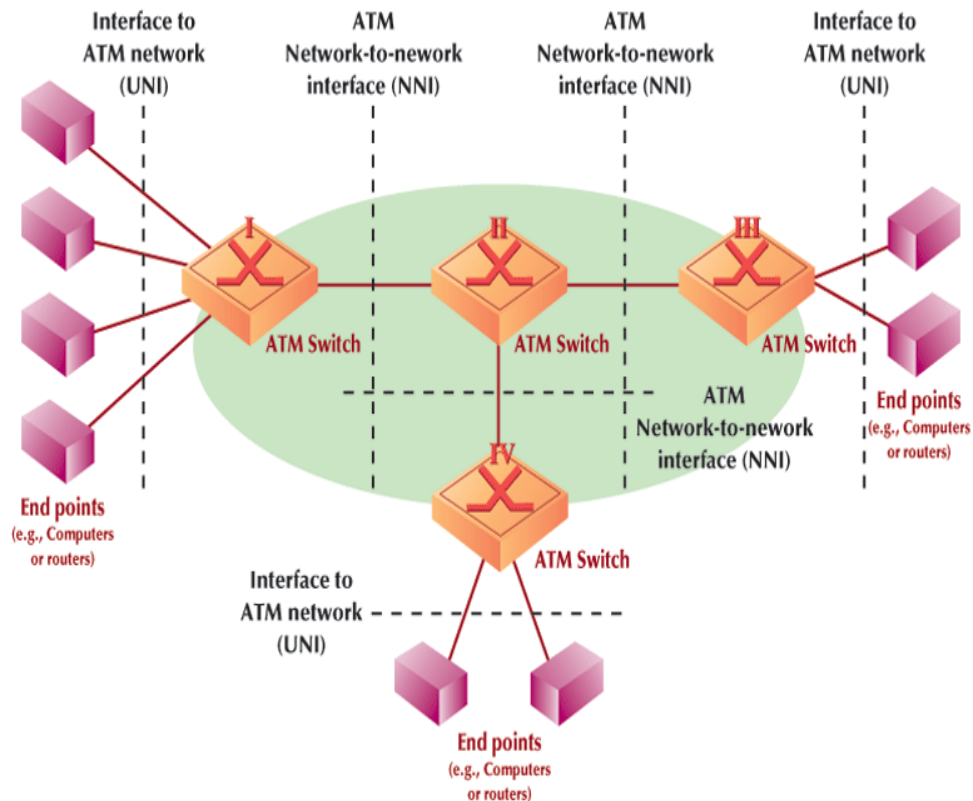 Interface to
ATM network
(UNI)
ATM
Network-to-nework
interface (NNI)
ATM
Network-to-nework
interface (NNI)
Interface to
ATM network
(UNI)
I
II
III
ATM Switch
ATM Switch
ATM Switch
ATM
Network-to-nework
interface (NNI)
End points
(e.g., Computers
or routers)
IV
End points
(e.g., Computers
or routers)
ATM Switch
Interface to
ATM network
(UNI)
End points
(e.g., Computers
or routers)